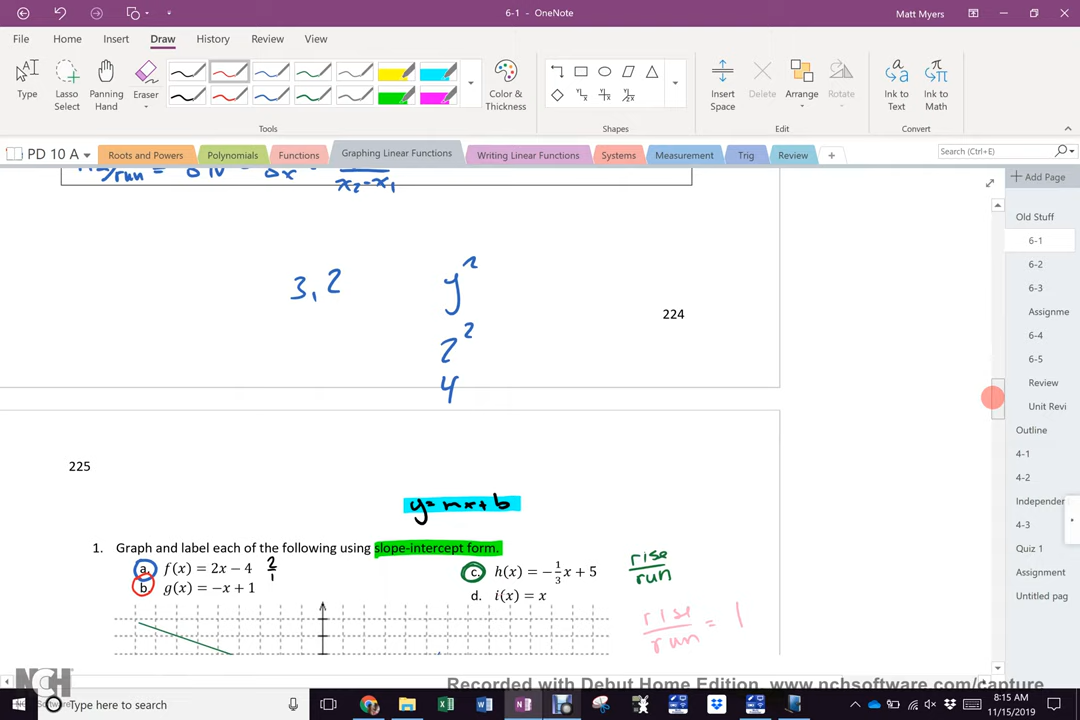 6-1 - OneNote
Matt Myers
File Home Insert Draw History Review View
Type Lasso Select Panning Hand Eraser Color & Thickness Insert Space Delete Arrange Rotate Ink to Text Ink to Math
Tools Shapes Edit Convert
PD 10 A Roots and Powers Polynomials Functions Graphing Linear Functions Writing Linear Functions Systems Measurement Trig Review Search (Ctrl+E)
Add Page
Old Stuff
6-1
6-2
6-3
Assignme
6-4
6-5
Review
Unit Revi
Outline
4-1
4-2
Independen
4-3
Quiz 1
Assignment
Untitled pag
run = Δx x₂-x₁
3, 2 y²
2²
4
224
225
y=mx+b
1. Graph and label each of the following using slope-intercept form.
a. f(x) = 2x − 4 2/1
b. g(x) = −x + 1
c. h(x) = −1/3x + 5
d. i(x) = x
rise/run
rise/run = 1
NCH
Recorded with Debut Home Edition. www.nchsoftware.com/capture
Type here to search
8:15 AM
11/15/2019